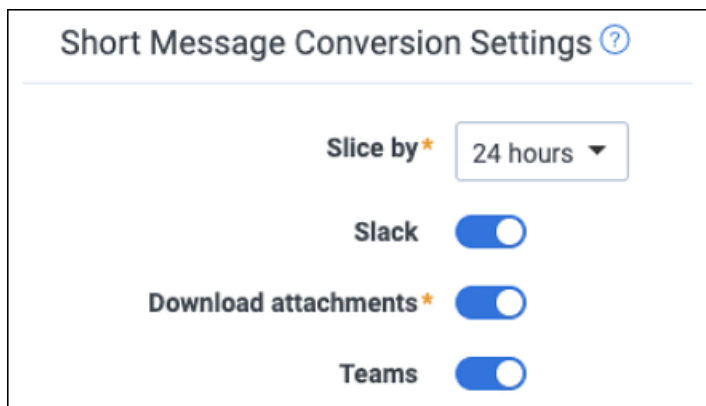 Short Message Conversion Settings ?
Slice by* 24 hours
Slack
Download attachments*
Teams